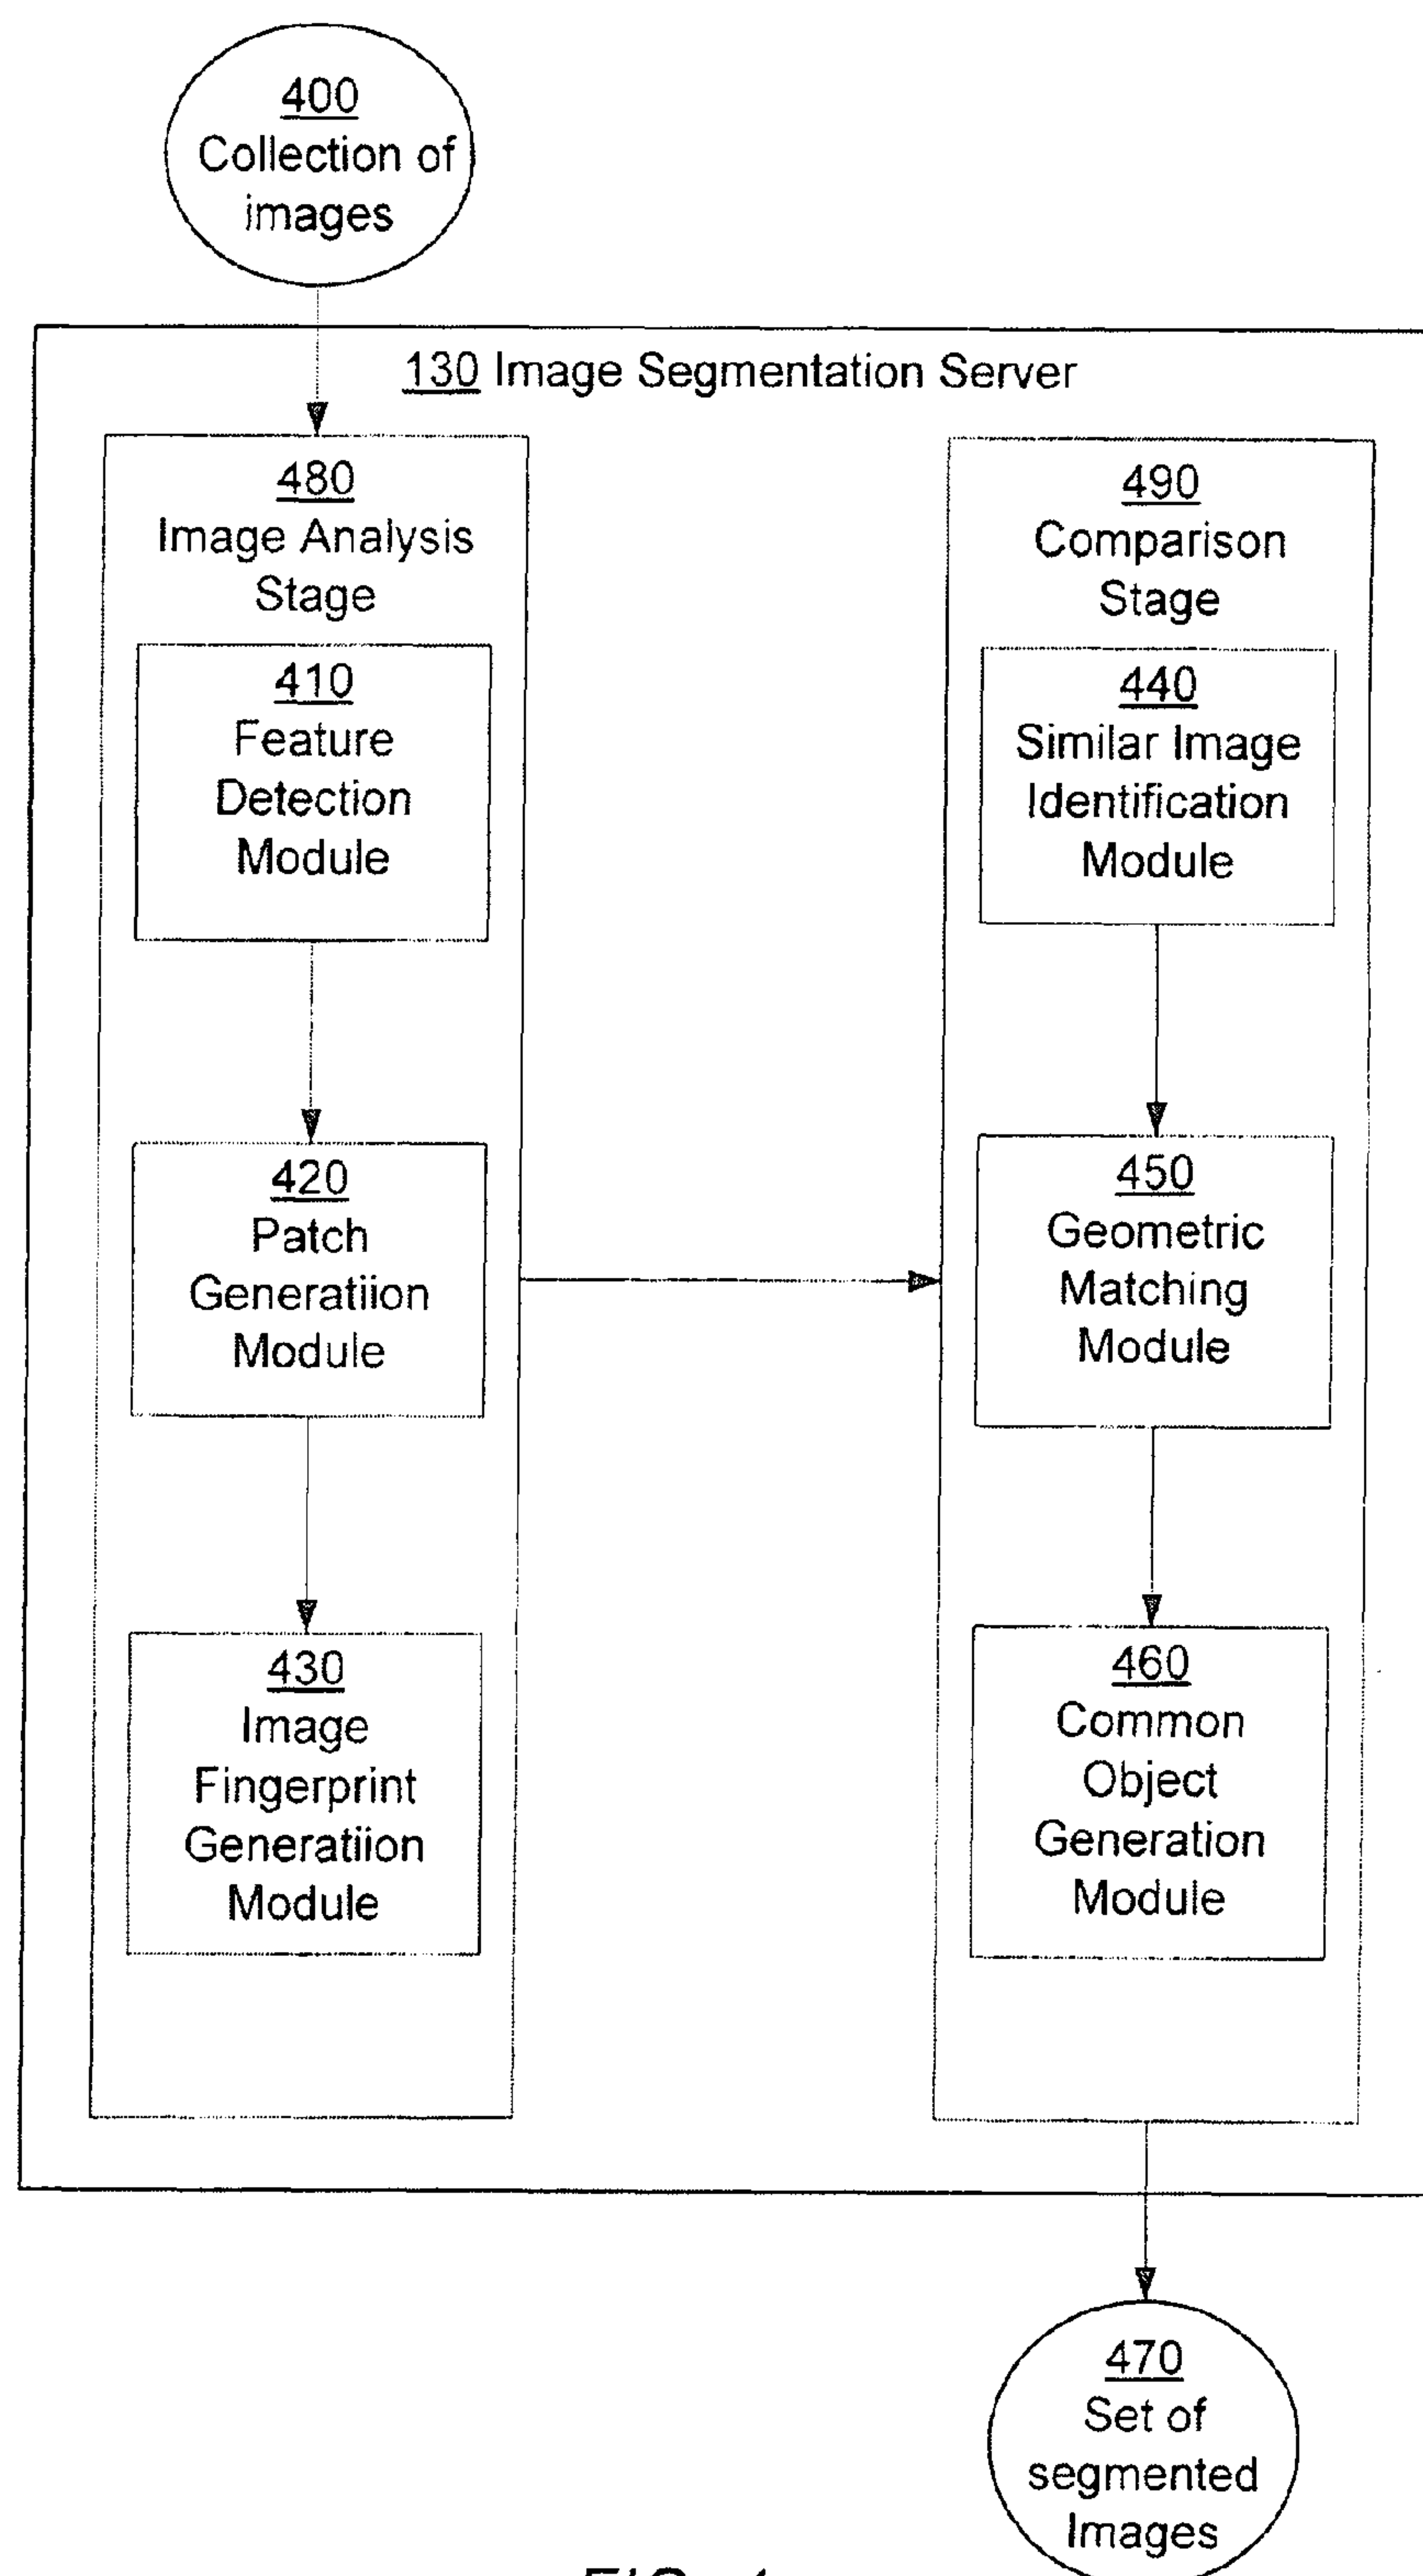 400
Collection of
images
130 Image Segmentation Server
480
Image Analysis
Stage
410
Feature
Detection
Module
420
Patch
Generatiion
Module
430
Image
Fingerprint
Generatiion
Module
490
Comparison
Stage
440
Similar Image
Identification
Module
450
Geometric
Matching
Module
460
Common
Object
Generation
Module
470
Set of
segmented
Images